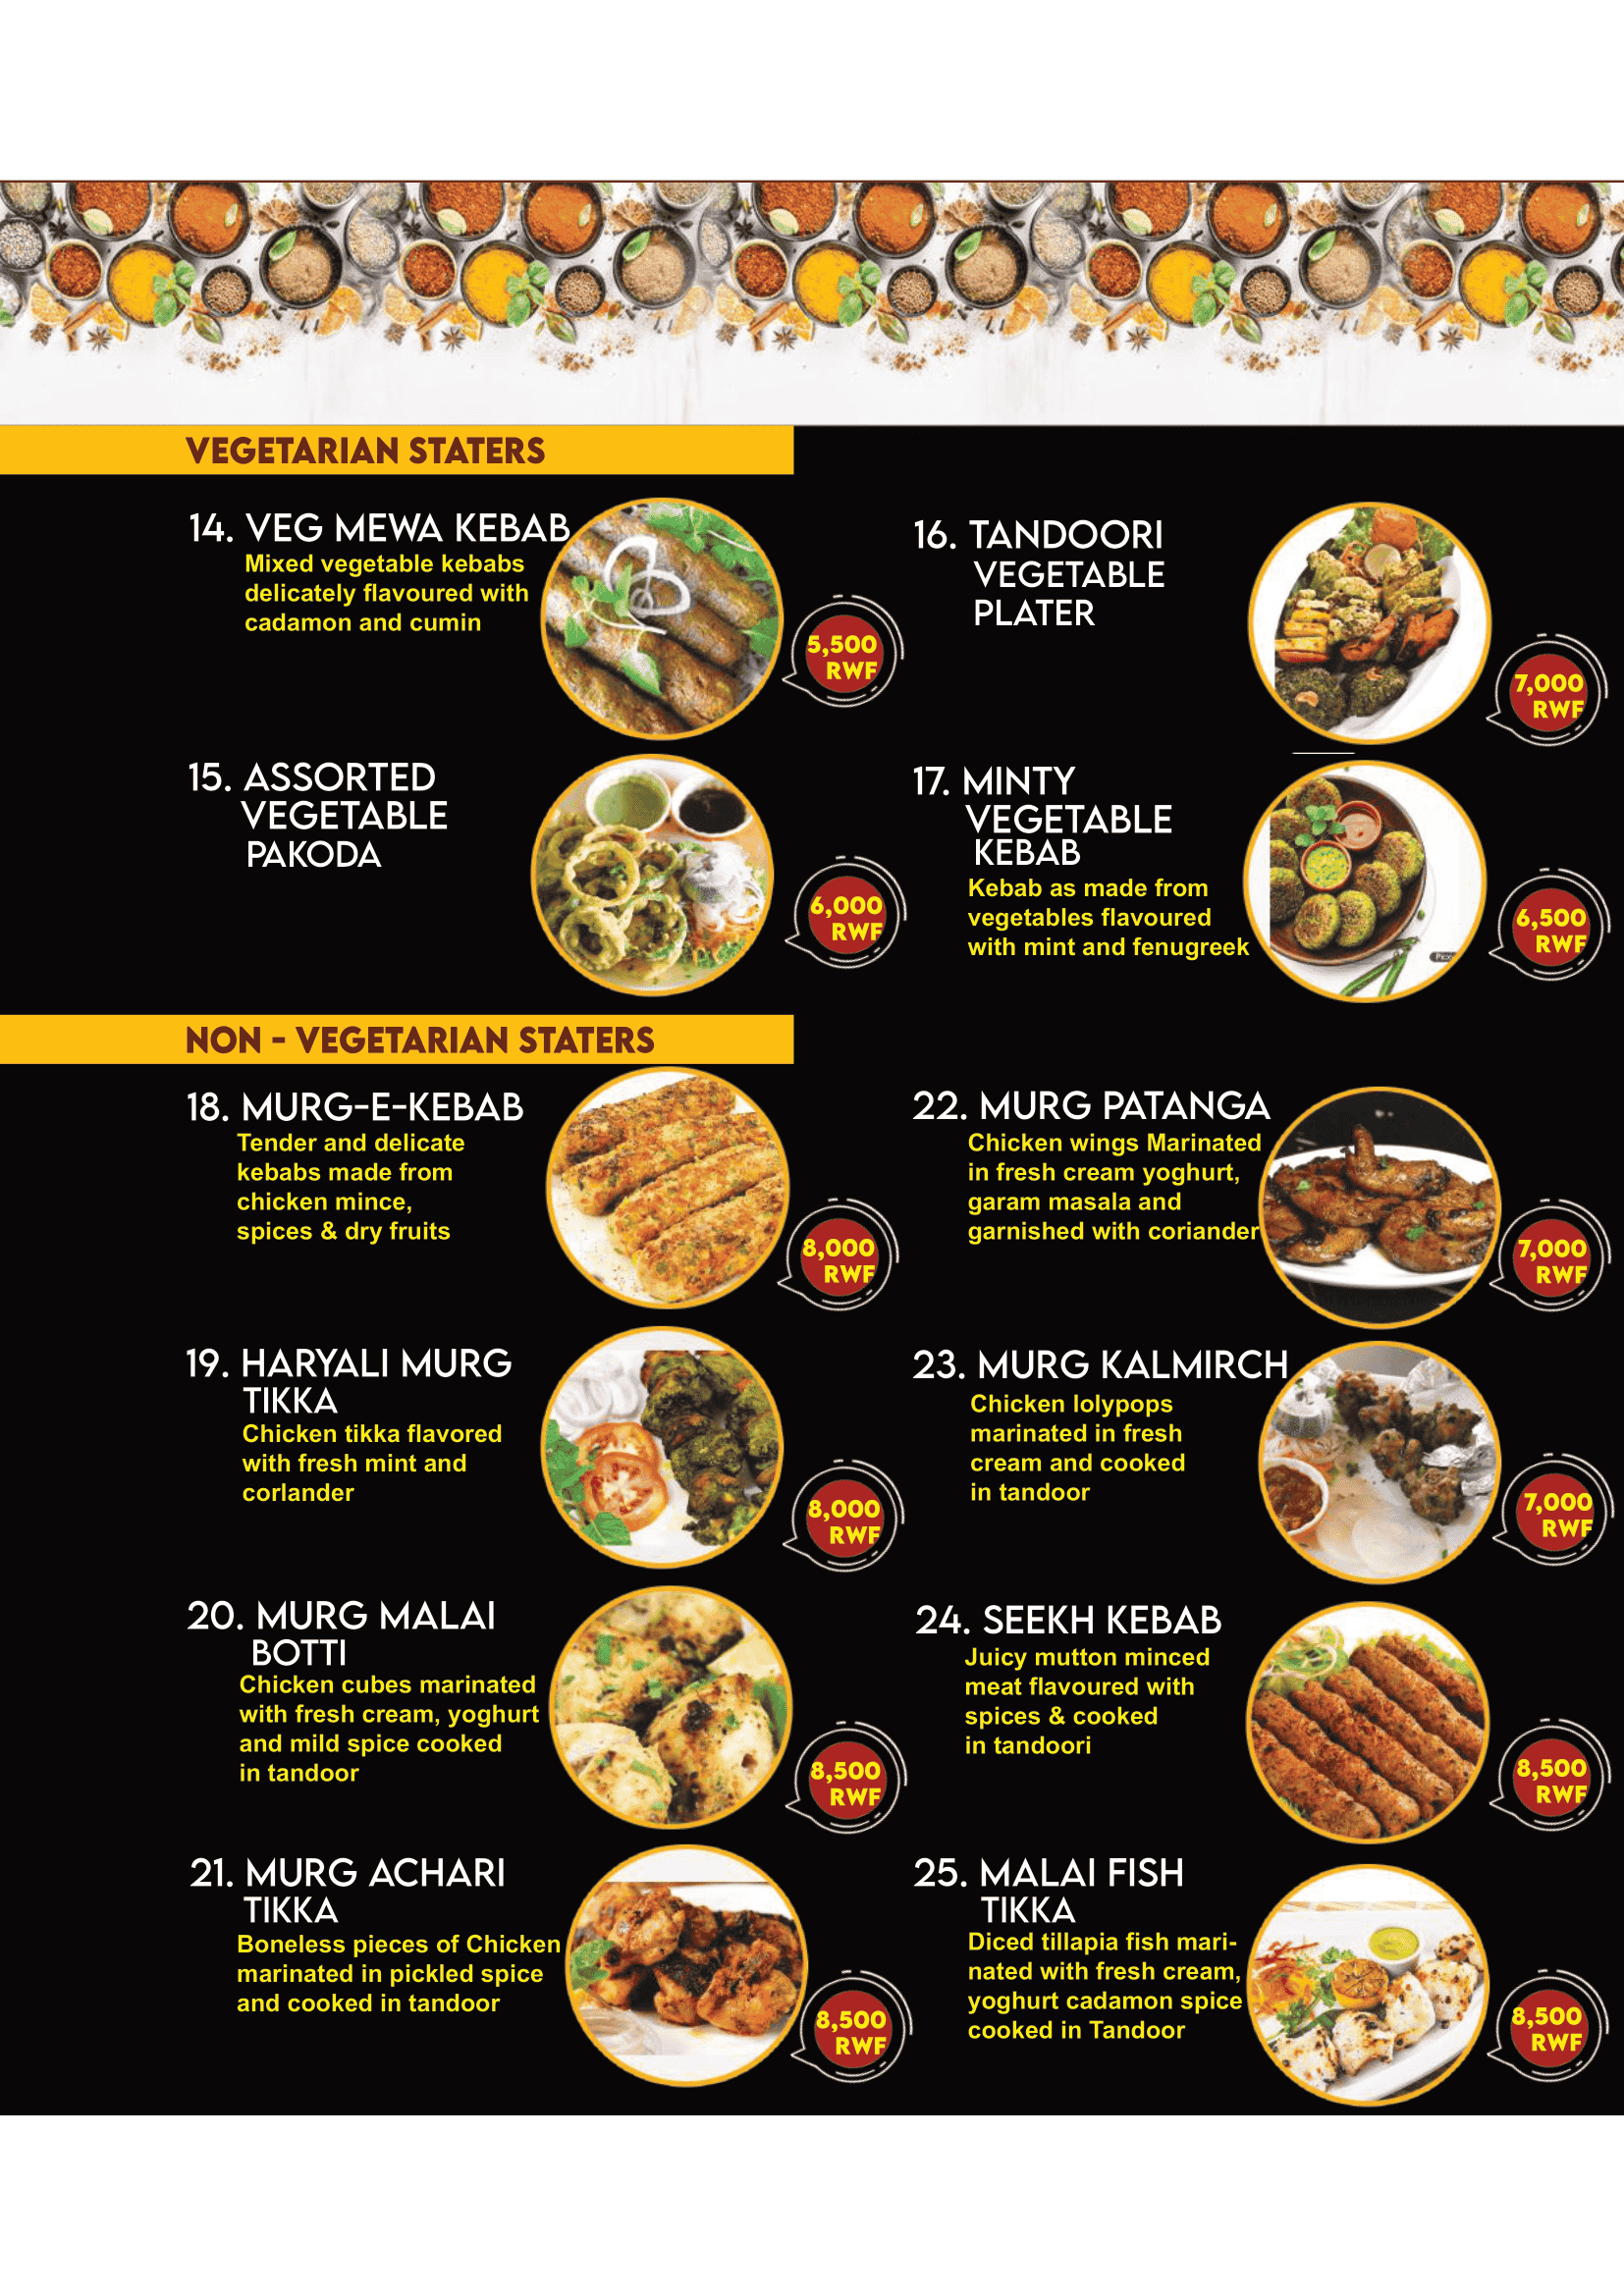 VEGETARIAN STATERS
14. VEG MEWA KEBAB
Mixed vegetable kebabs
delicately flavoured with
cadamon and cumin
5,500
RWF
15. ASSORTED
VEGETABLE
PAKODA
6,000
RWF
16. TANDOORI
VEGETABLE
PLATER
7,000
RWF
17. MINTY
VEGETABLE
KEBAB
Kebab as made from
vegetables flavoured
with mint and fenugreek
6,500
RWF
NON - VEGETARIAN STATERS
18. MURG-E-KEBAB
Tender and delicate
kebabs made from
chicken mince,
spices & dry fruits
8,000
RWF
19. HARYALI MURG
TIKKA
Chicken tikka flavored
with fresh mint and
corlander
8,000
RWF
20. MURG MALAI
BOTTI
Chicken cubes marinated
with fresh cream, yoghurt
and mild spice cooked
in tandoor
8,500
RWF
21. MURG ACHARI
TIKKA
Boneless pieces of Chicken
marinated in pickled spice
and cooked in tandoor
8,500
RWF
22. MURG PATANGA
Chicken wings Marinated
in fresh cream yoghurt,
garam masala and
garnished with coriander
7,000
RWF
23. MURG KALMIRCH
Chicken lolypops
marinated in fresh
cream and cooked
in tandoor
7,000
RWF
24. SEEKH KEBAB
Juicy mutton minced
meat flavoured with
spices & cooked
in tandoori
8,500
RWF
25. MALAI FISH
TIKKA
Diced tillapia fish mari-
nated with fresh cream,
yoghurt cadamon spice
cooked in Tandoor
8,500
RWF